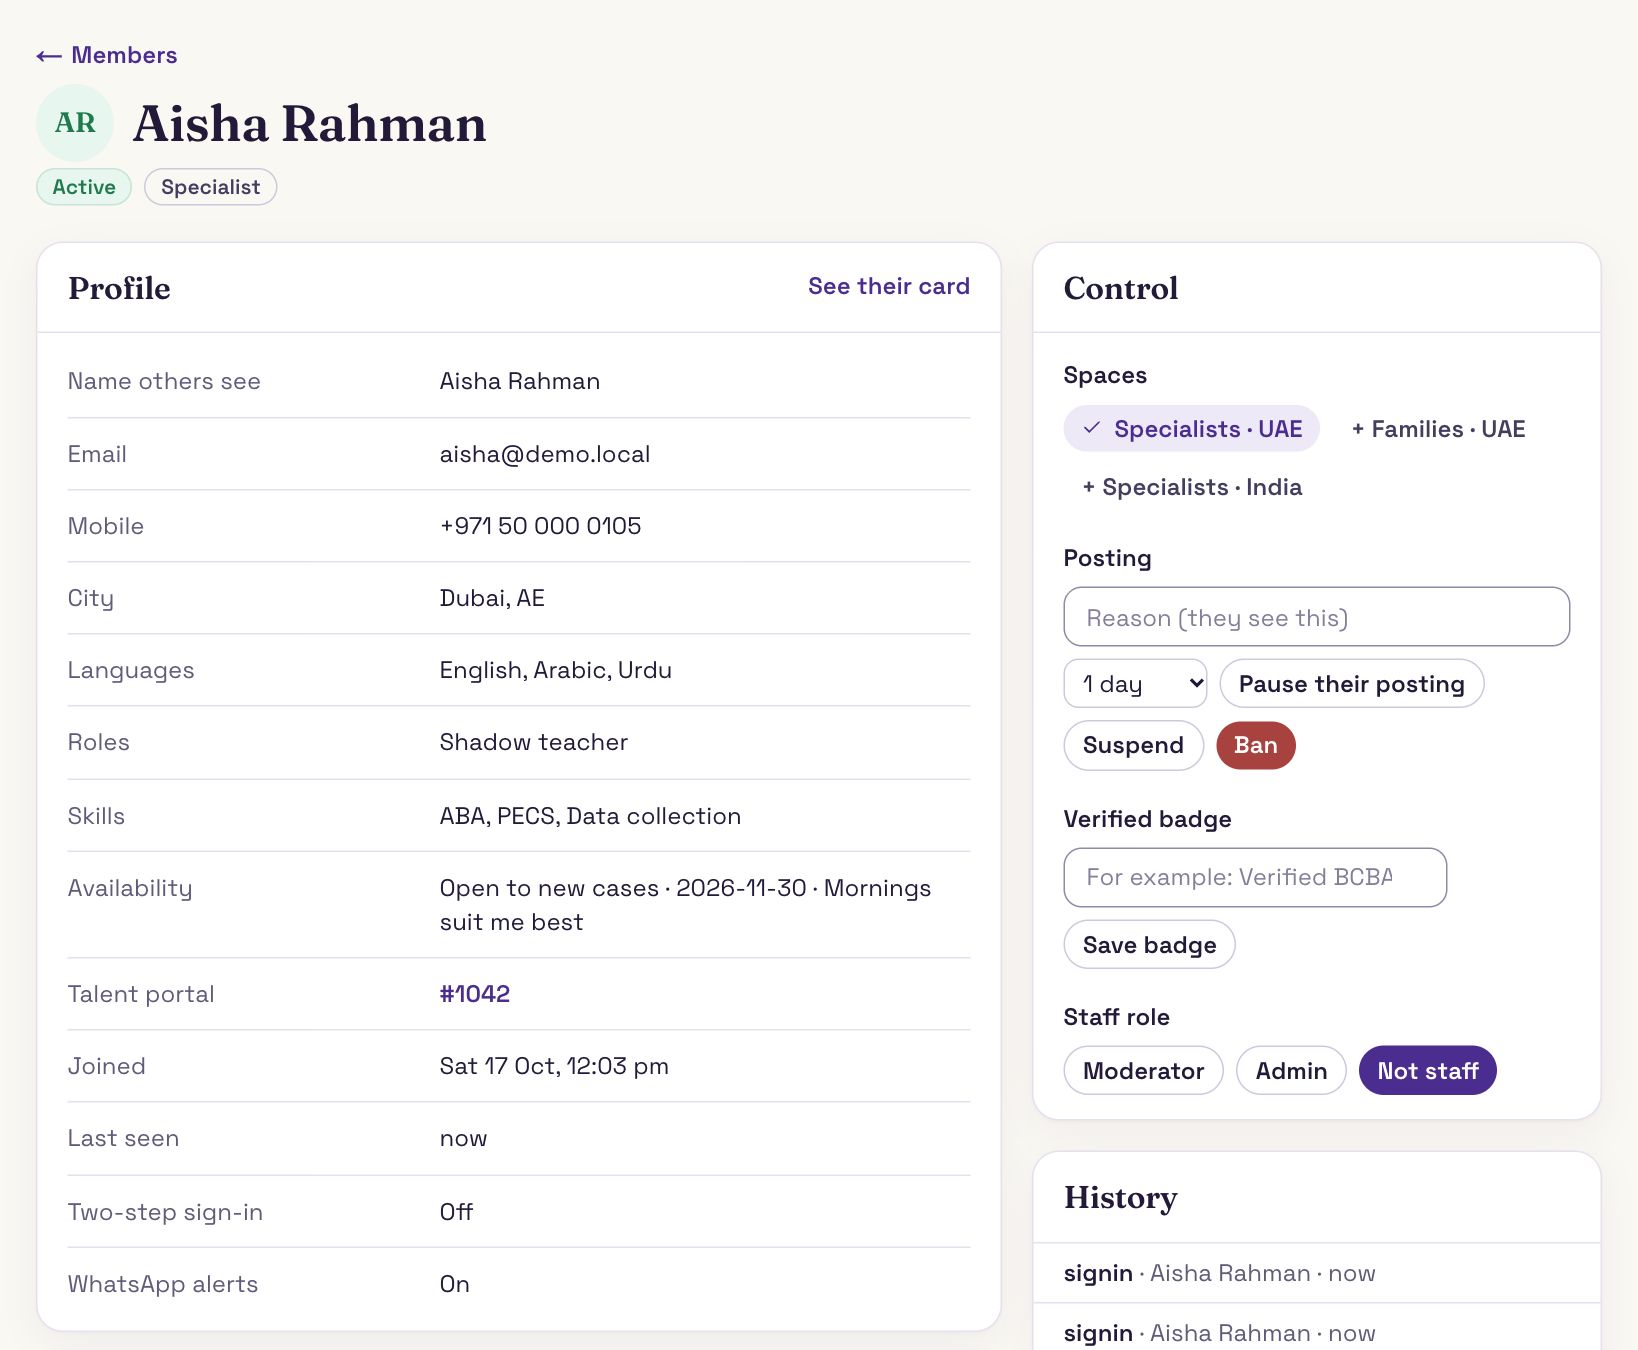 ← Members
AR
Aisha Rahman
Active
Specialist
Profile
See their card
Name others see
Aisha Rahman
Email
aisha@demo.local
Mobile
+971 50 000 0105
City
Dubai, AE
Languages
English, Arabic, Urdu
Roles
Shadow teacher
Skills
ABA, PECS, Data collection
Availability
Open to new cases · 2026-11-30 · Mornings
suit me best
Talent portal
#1042
Joined
Sat 17 Oct, 12:03 pm
Last seen
now
Two-step sign-in
Off
WhatsApp alerts
On
Control
Spaces
✓ Specialists · UAE
+ Families · UAE
+ Specialists · India
Posting
Reason (they see this)
1 day
Pause their posting
Suspend
Ban
Verified badge
For example: Verified BCBA
Save badge
Staff role
Moderator
Admin
Not staff
History
signin · Aisha Rahman · now
signin · Aisha Rahman · now